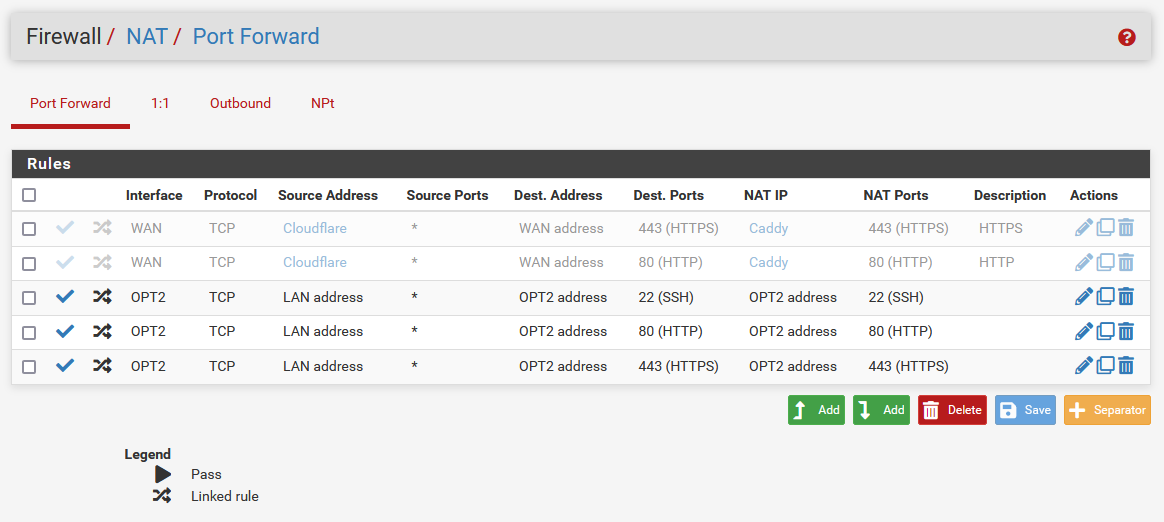 Firewall / NAT / Port Forward
Port Forward 1:1 Outbound NPt
Rules
Interface Protocol Source Address Source Ports Dest. Address Dest. Ports NAT IP NAT Ports Description Actions
WAN TCP Cloudflare * WAN address 443 (HTTPS) Caddy 443 (HTTPS) HTTPS
WAN TCP Cloudflare * WAN address 80 (HTTP) Caddy 80 (HTTP) HTTP
OPT2 TCP LAN address * OPT2 address 22 (SSH) OPT2 address 22 (SSH)
OPT2 TCP LAN address * OPT2 address 80 (HTTP) OPT2 address 80 (HTTP)
OPT2 TCP LAN address * OPT2 address 443 (HTTPS) OPT2 address 443 (HTTPS)
Add Add Delete Save Separator
Legend
Pass
Linked rule